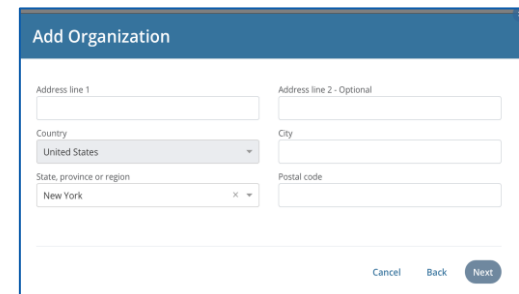 Add Organization
Address line 1
Address line 2 - Optional
Country
City
United States
State, province or region
Postal code
New York
Cancel Back Next